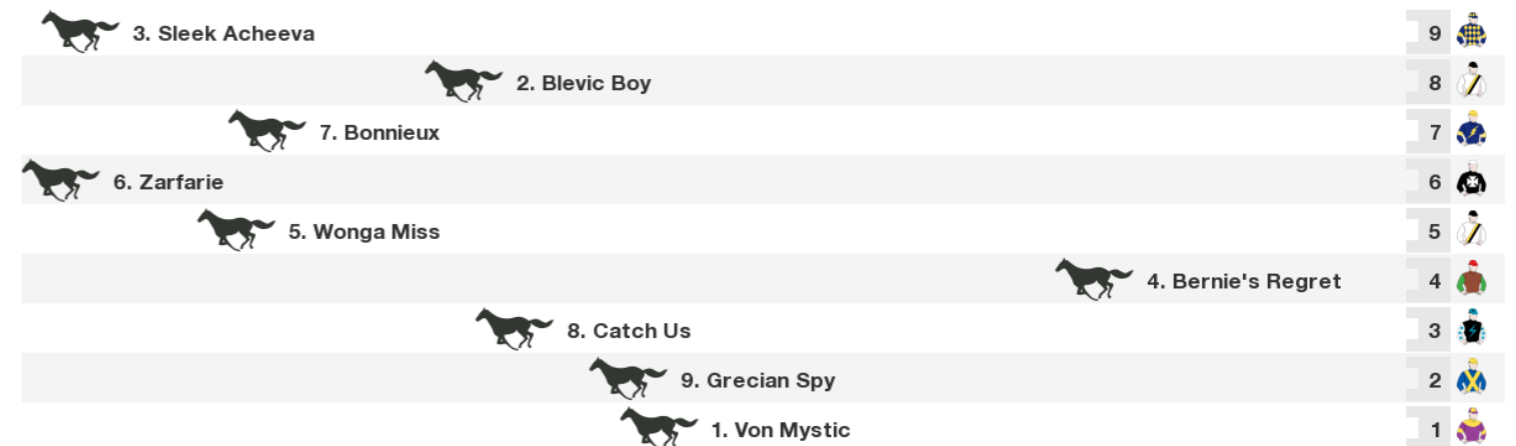 3. Sleek Acheeva 9
2. Blevic Boy 8
7. Bonnieux 7
6. Zarfarie 6
5. Wonga Miss 5
4. Bernie's Regret 4
8. Catch Us 3
9. Grecian Spy 2
1. Von Mystic 1